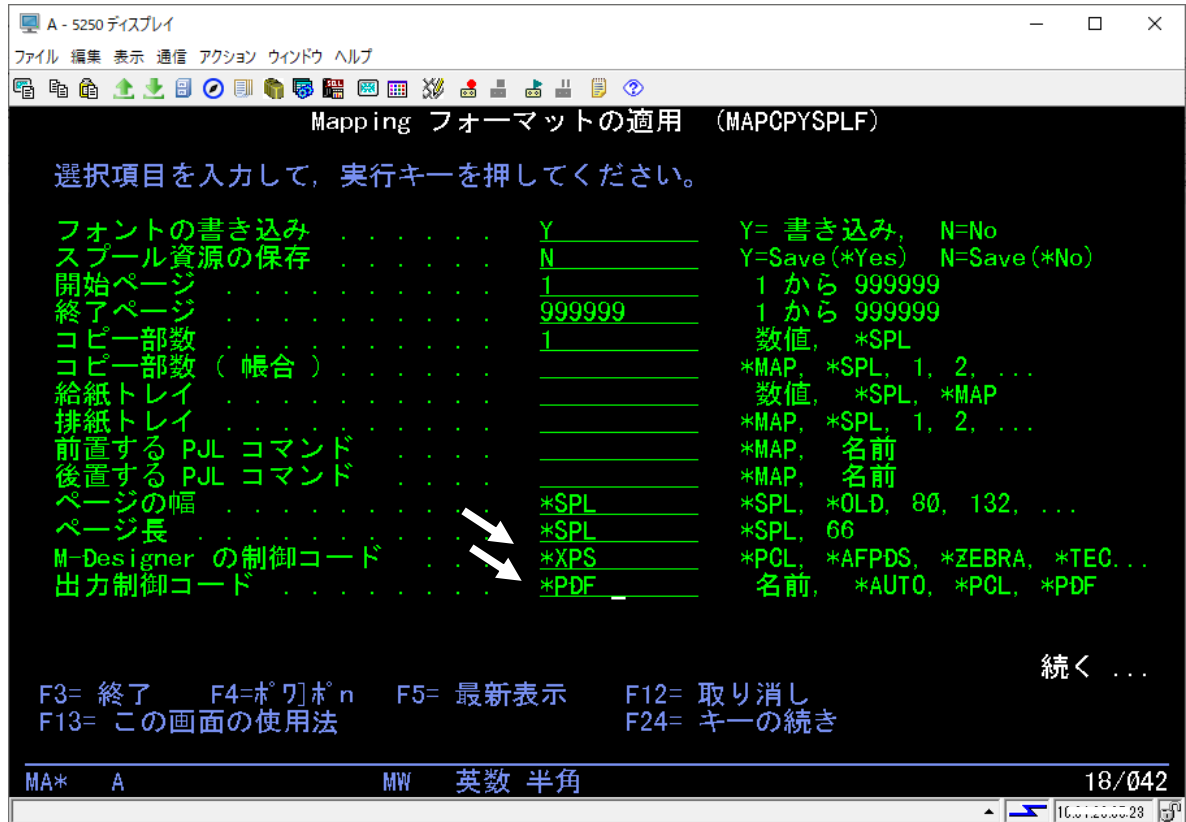 A - 5250 ディスプレイ
ファイル 編集 表示 通信 アクション ウィンドウ ヘルプ
Mapping フォーマットの適用 (MAPCPYSPLF)
選択項目を入力して, 実行キーを押してください。
フォントの書き込み . . . . . . Y Y= 書き込み, N=No
スプール資源の保存 . . . . . . N Y=Save(*Yes) N=Save(*No)
開始ページ . . . . . . . . . . 1 1 から 999999
終了ページ . . . . . . . . . . 999999 1 から 999999
コピー部数 . . . . . . . . . . 1 数値, *SPL
コピー部数 ( 帳合 ) . . . . . . *MAP, *SPL, 1, 2, ...
給紙トレイ . . . . . . . . . . 数値, *SPL, *MAP
排紙トレイ . . . . . . . . . . *MAP, *SPL, 1, 2, ...
前置する PJL コマンド . . . . *MAP, 名前
後置する PJL コマンド . . . . *MAP, 名前
ページの幅 . . . . . . . . . . *SPL *SPL, *OLD, 80, 132, ...
ページ長 . . . . . . . . . . . *SPL *SPL, 66
M-Designer の制御コード . . . *XPS *PCL, *AFPDS, *ZEBRA, *TEC...
出力制御コード . . . . . . . . *PDF 名前, *AUTO, *PCL, *PDF
続く ...
F3= 終了 F4=ﾎﾟﾜ]ﾎﾟn F5= 最新表示 F12= 取り消し
F13= この画面の使用法 F24= キーの続き
MA* A MW 英数 半角 18/042